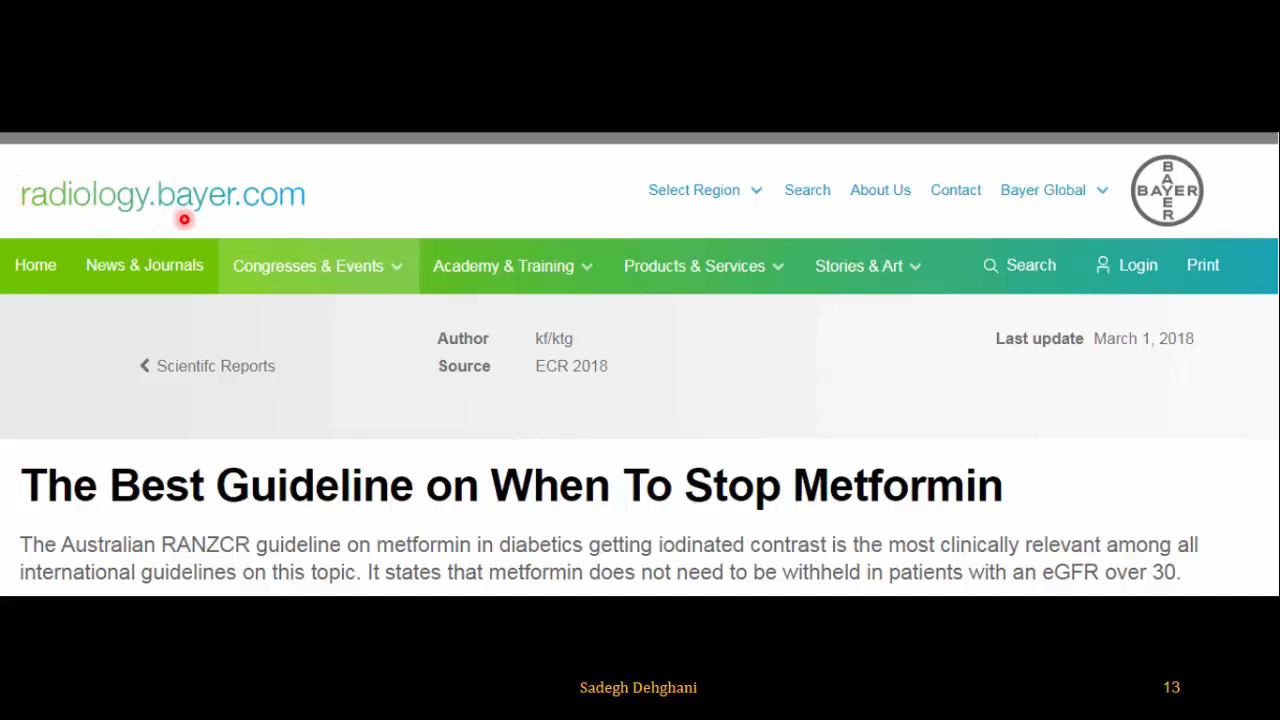 radiology.bayer.com
Select Region Search About Us Contact Bayer Global
BAYER
BAYER
Home News & Journals Congresses & Events Academy & Training Products & Services Stories & Art Search Login Print
Author kf/ktg Last update March 1, 2018
Scientifc Reports
Source ECR 2018
The Best Guideline on When To Stop Metformin
The Australian RANZCR guideline on metformin in diabetics getting iodinated contrast is the most clinically relevant among all
international guidelines on this topic. It states that metformin does not need to be withheld in patients with an eGFR over 30.
Sadegh Dehghani 13